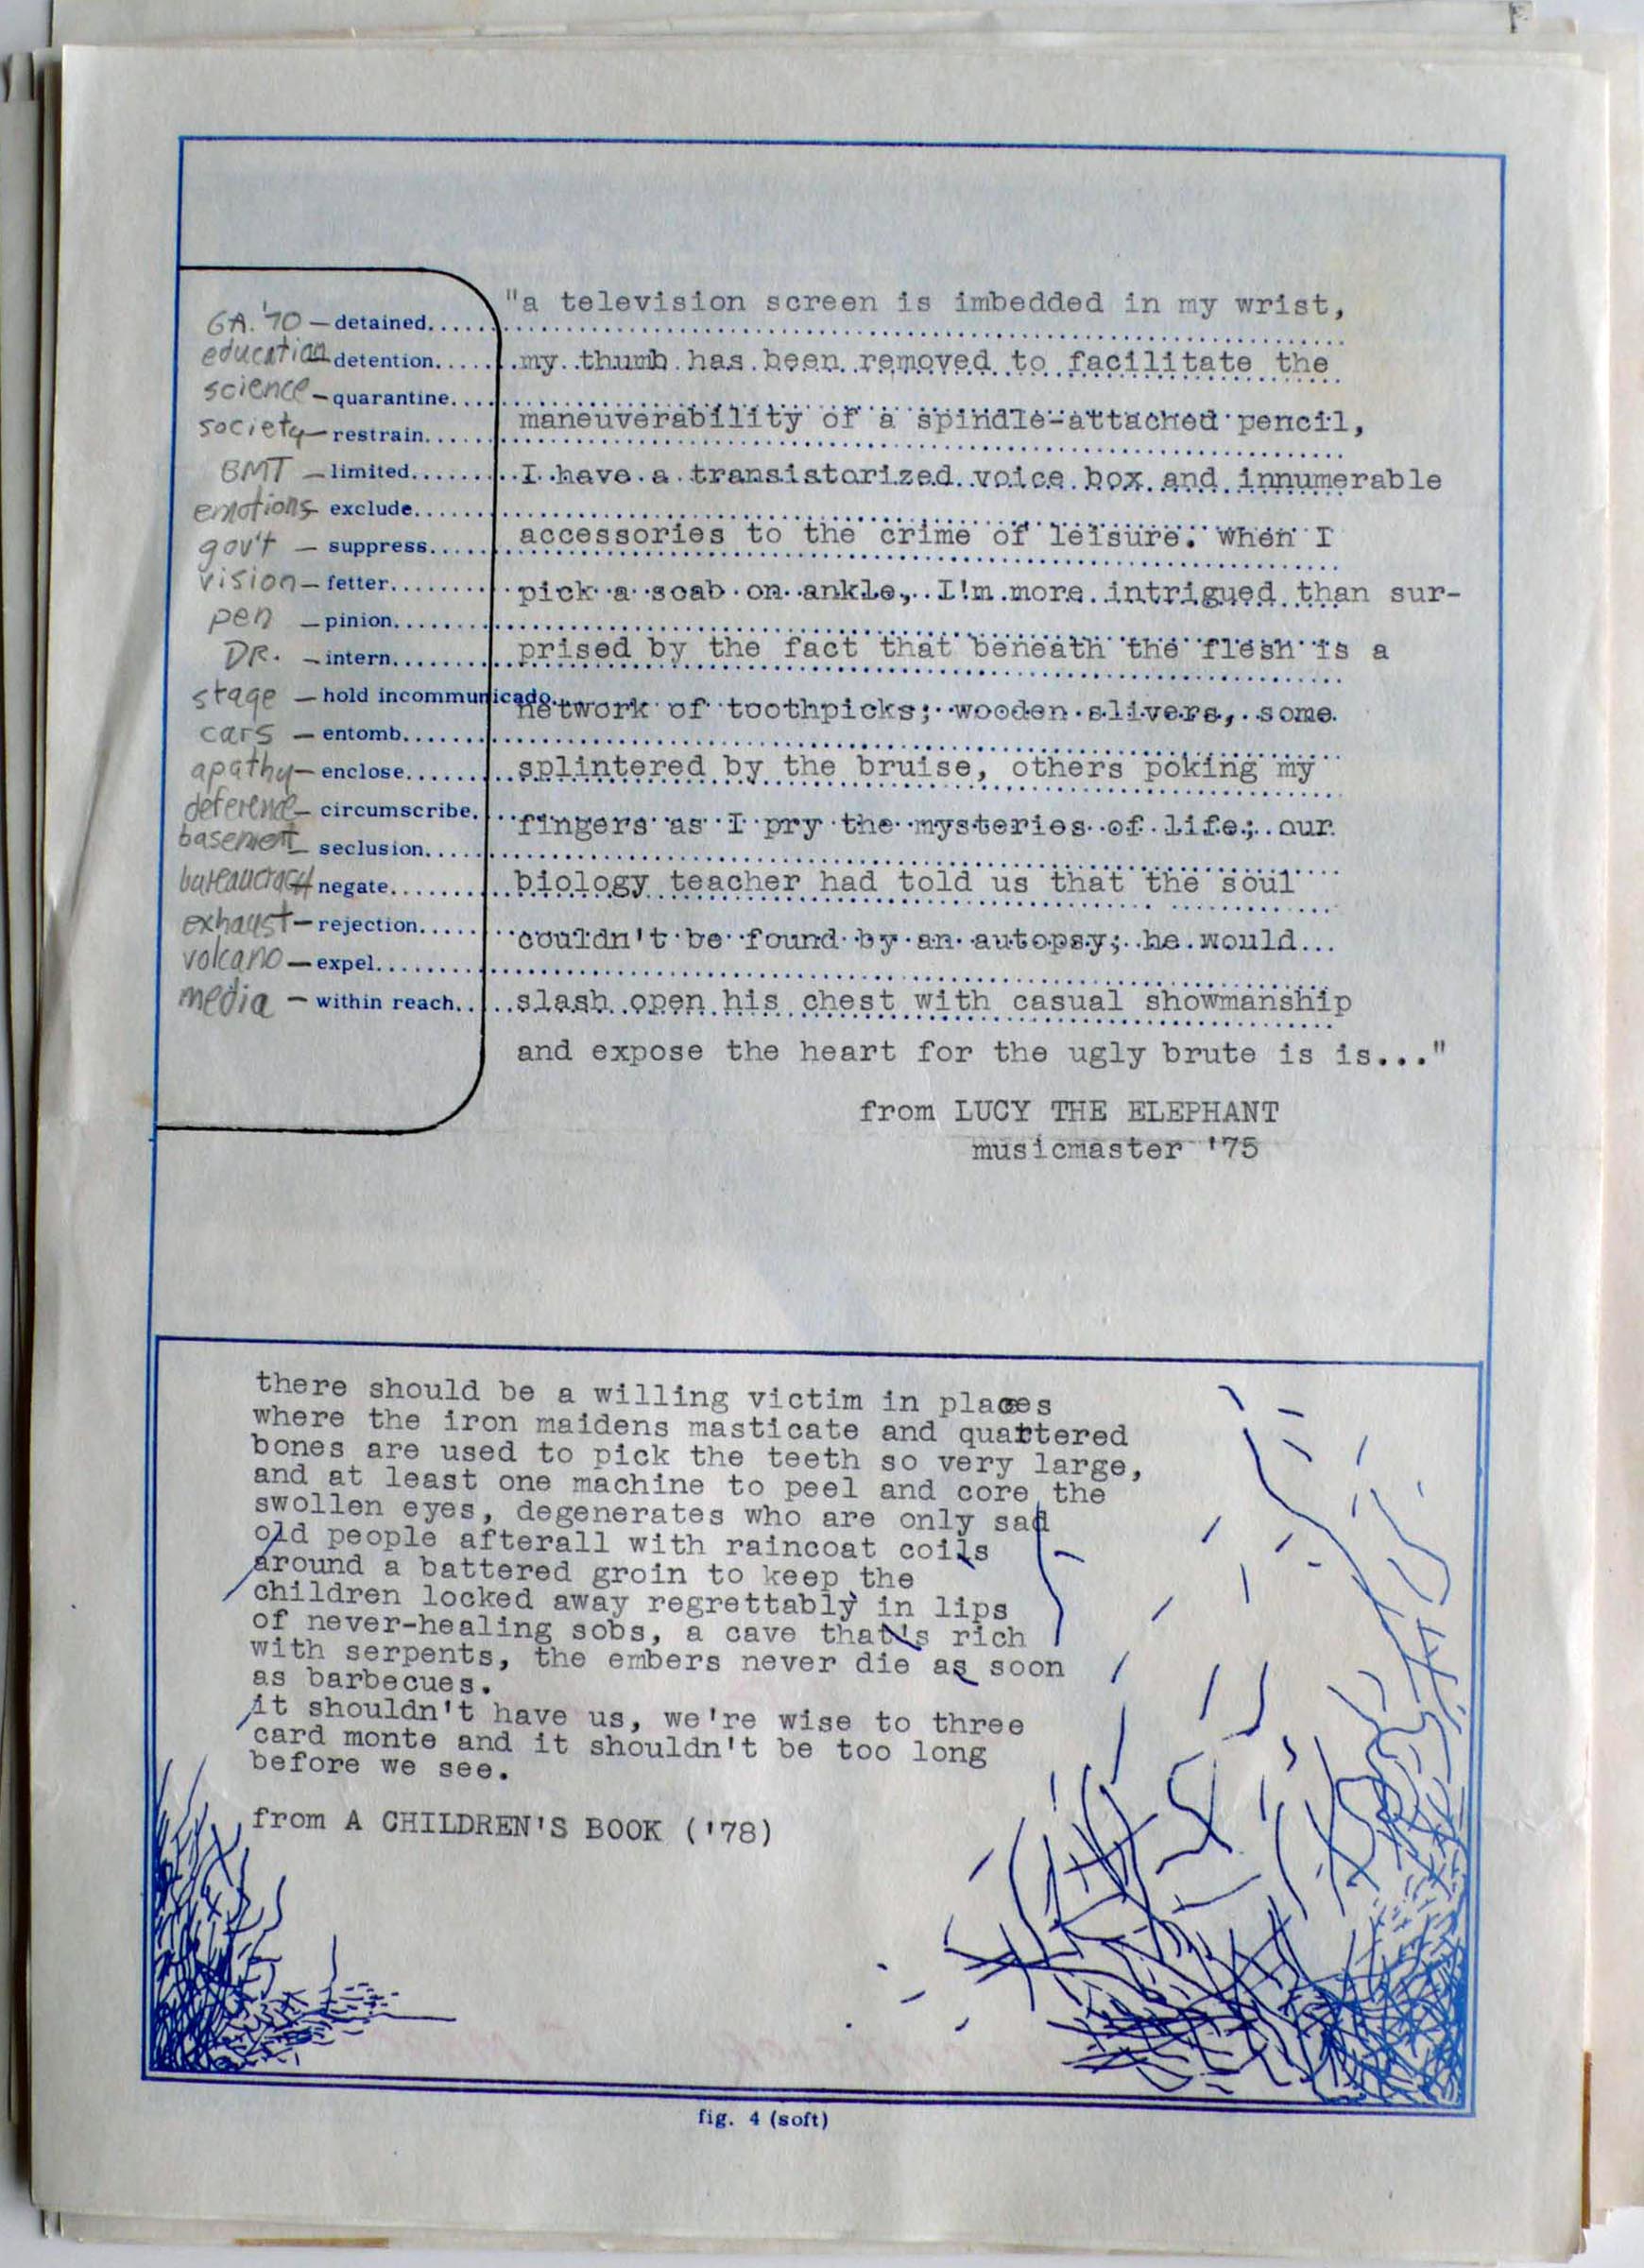 GA. '70 — detained.....
education detention.....
science — quarantine.....
society — restrain.....
BMT — limited.....
emotions exclude.....
gov't — suppress.....
vision — fetter.....
pen — pinion.....
DR. — intern.....
stage — hold incommunicado.....
cars — entomb.....
apathy — enclose.....
deference — circumscribe.....
basement — seclusion.....
bureaucracy negate.....
exhaust — rejection.....
volcano — expel.....
media — within reach.....
"a television screen is imbedded in my wrist,
my thumb has been removed to facilitate the
maneuverability of a spindle-attached pencil,
I have a transistorized voice box and innumerable
accessories to the crime of leisure. When I
pick a scab on ankle, I'm more intrigued than sur-
prised by the fact that beneath the flesh is a
network of toothpicks; wooden slivers, some
splintered by the bruise, others poking my
fingers as I pry the mysteries of life; our
biology teacher had told us that the soul
couldn't be found by an autopsy; he would...
slash open his chest with casual showmanship
and expose the heart for the ugly brute is is..."
from LUCY THE ELEPHANT
musicmaster '75
there should be a willing victim in places
where the iron maidens masticate and quartered
bones are used to pick the teeth so very large,
and at least one machine to peel and core the
swollen eyes, degenerates who are only sad
old people afterall with raincoat coils
around a battered groin to keep the
children locked away regrettably in lips
of never-healing sobs, a cave that's rich
with serpents, the embers never die as soon
as barbecues.
it shouldn't have us, we're wise to three
card monte and it shouldn't be too long
before we see.
from A CHILDREN'S BOOK ('78)
fig. 4 (soft)